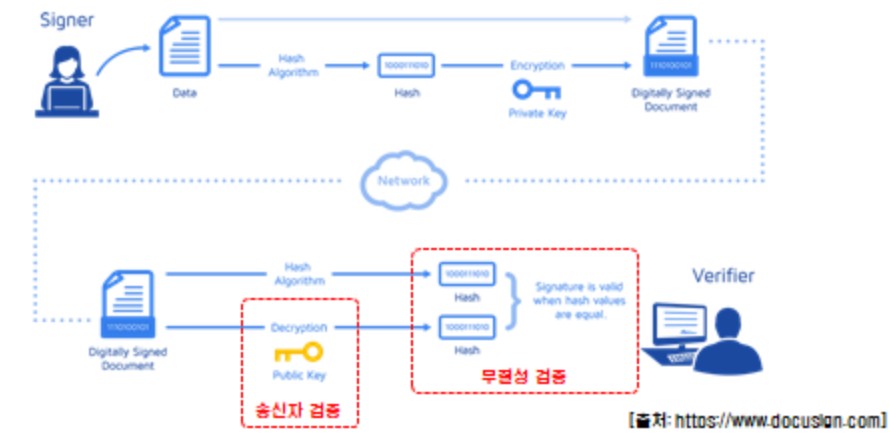 Signer
Data
Hash
Algorithm
1000111010
Hash
Encryption
Private Key
1110100101
Digitally Signed
Document
Network
1110100101
Digitally Signed
Document
Hash
Algorithm
Decryption
Public Key
송신자 검증
1000111010
Hash
1000111010
Hash
Signature is valid
when hash values
are equal.
무결성 검증
Verifier
[출처: https://www.docusign.com]